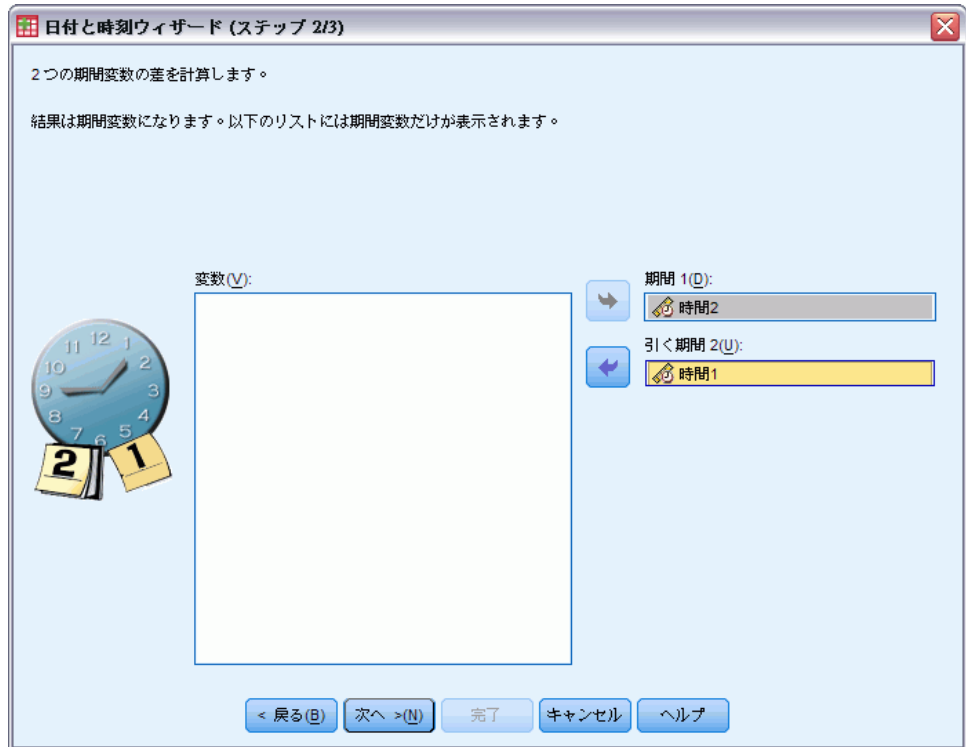 日付と時刻ウィザード (ステップ 2/3)
2つの期間変数の差を計算します。
結果は期間変数になります。以下のリストには期間変数だけが表示されます。
変数(V):
期間 1(D):
時間2
引く期間 2(U):
時間1
12
11 1
10 2
9 3
8 4
7 6 5
2 1
< 戻る(B) 次へ >(N) 完了 キャンセル ヘルプ